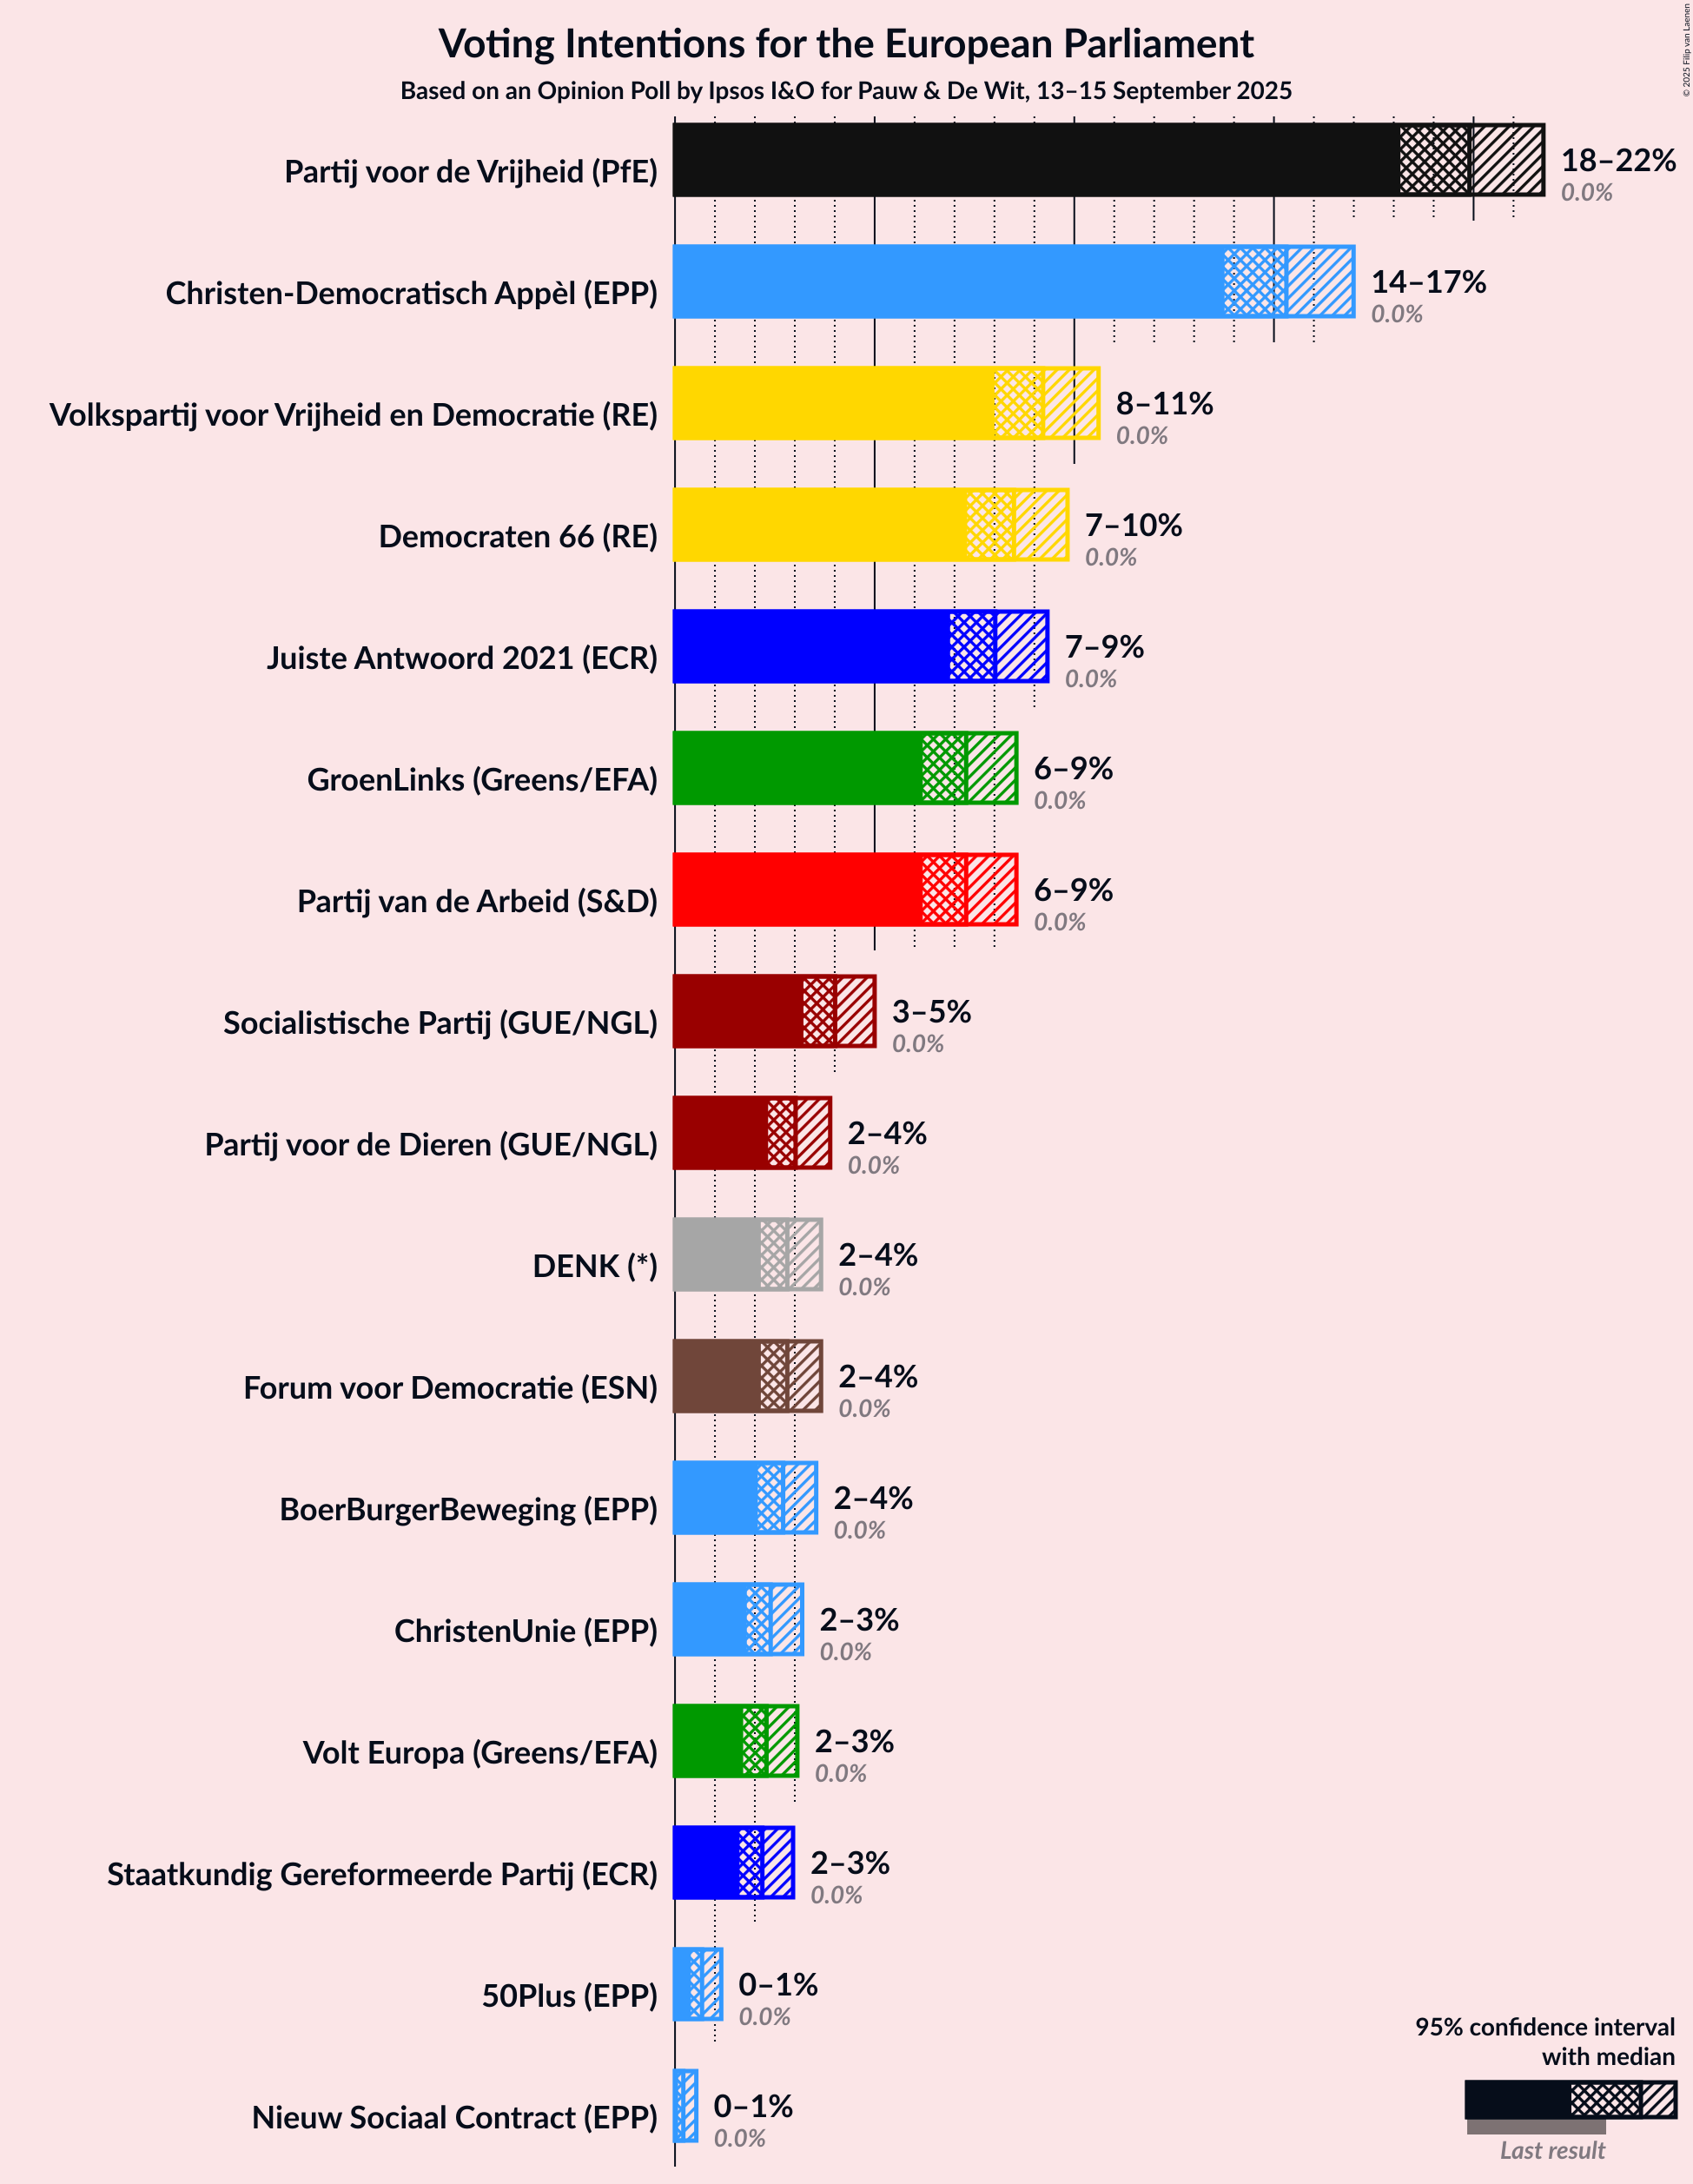 Voting Intentions for the European Parliament
Based on an Opinion Poll by Ipsos I&O for Pauw & De Wit, 13–15 September 2025
© 2025 Filip van Laenen
Partij voor de Vrijheid (PfE)
18–22%
0.0%
Christen-Democratisch Appèl (EPP)
14–17%
0.0%
Volkspartij voor Vrijheid en Democratie (RE)
8–11%
0.0%
Democraten 66 (RE)
7–10%
0.0%
Juiste Antwoord 2021 (ECR)
7–9%
0.0%
GroenLinks (Greens/EFA)
6–9%
0.0%
Partij van de Arbeid (S&D)
6–9%
0.0%
Socialistische Partij (GUE/NGL)
3–5%
0.0%
Partij voor de Dieren (GUE/NGL)
2–4%
0.0%
DENK (*)
2–4%
0.0%
Forum voor Democratie (ESN)
2–4%
0.0%
BoerBurgerBeweging (EPP)
2–4%
0.0%
ChristenUnie (EPP)
2–3%
0.0%
Volt Europa (Greens/EFA)
2–3%
0.0%
Staatkundig Gereformeerde Partij (ECR)
2–3%
0.0%
50Plus (EPP)
0–1%
0.0%
Nieuw Sociaal Contract (EPP)
0–1%
0.0%
95% confidence interval
with median
Last result